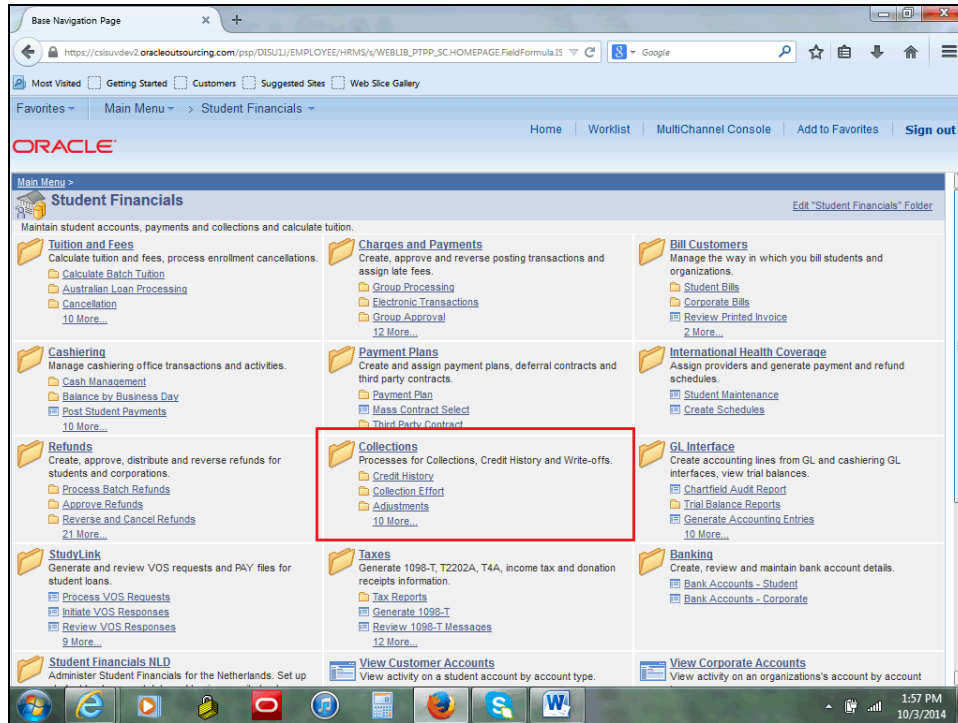 Base Navigation Page
https://csisuvdev2.oracleoutsourcing.com/psp/DISU1J/EMPLOYEE/HRMS/s/WEBLIB_PTPP_SC.HOMEPAGE.FieldFormula.IS
Google
Most Visited Getting Started Customers Suggested Sites Web Slice Gallery
Favorites Main Menu > Student Financials
Home Worklist MultiChannel Console Add to Favorites Sign out
ORACLE
Main Menu >
Student Financials
Edit "Student Financials" Folder
Maintain student accounts, payments and collections and calculate tuition.
Tuition and Fees
Calculate tuition and fees, process enrollment cancellations.
Calculate Batch Tuition
Australian Loan Processing
Cancellation
10 More...
Charges and Payments
Create, approve and reverse posting transactions and
assign late fees.
Group Processing
Electronic Transactions
Group Approval
12 More...
Bill Customers
Manage the way in which you bill students and
organizations.
Student Bills
Corporate Bills
Review Printed Invoice
2 More...
Cashiering
Manage cashiering office transactions and activities.
Cash Management
Balance by Business Day
Post Student Payments
10 More...
Payment Plans
Create and assign payment plans, deferral contracts and
third party contracts.
Payment Plan
Mass Contract Select
Third Party Contract
International Health Coverage
Assign providers and generate payment and refund
schedules.
Student Maintenance
Create Schedules
Refunds
Create, approve, distribute and reverse refunds for
students and corporations.
Process Batch Refunds
Approve Refunds
Reverse and Cancel Refunds
21 More...
Collections
Processes for Collections, Credit History and Write-offs.
Credit History
Collection Effort
Adjustments
10 More...
GL Interface
Create accounting lines from GL and cashiering GL
interfaces, view trial balances.
Chartfield Audit Report
Trial Balance Reports
Generate Accounting Entries
10 More...
StudyLink
Generate and review VOS requests and PAY files for
student loans.
Process VOS Requests
Initiate VOS Responses
Review VOS Responses
9 More...
Taxes
Generate 1098-T, T2202A, T4A, income tax and donation
receipts information.
Tax Reports
Generate 1098-T
Review 1098-T Messages
12 More...
Banking
Create, review and maintain bank account details.
Bank Accounts - Student
Bank Accounts - Corporate
Student Financials NLD
Administer Student Financials for the Netherlands. Set up
View Customer Accounts
View activity on a student account by account type.
View Corporate Accounts
View activity on an organizations's account by account
1:57 PM
10/3/2014